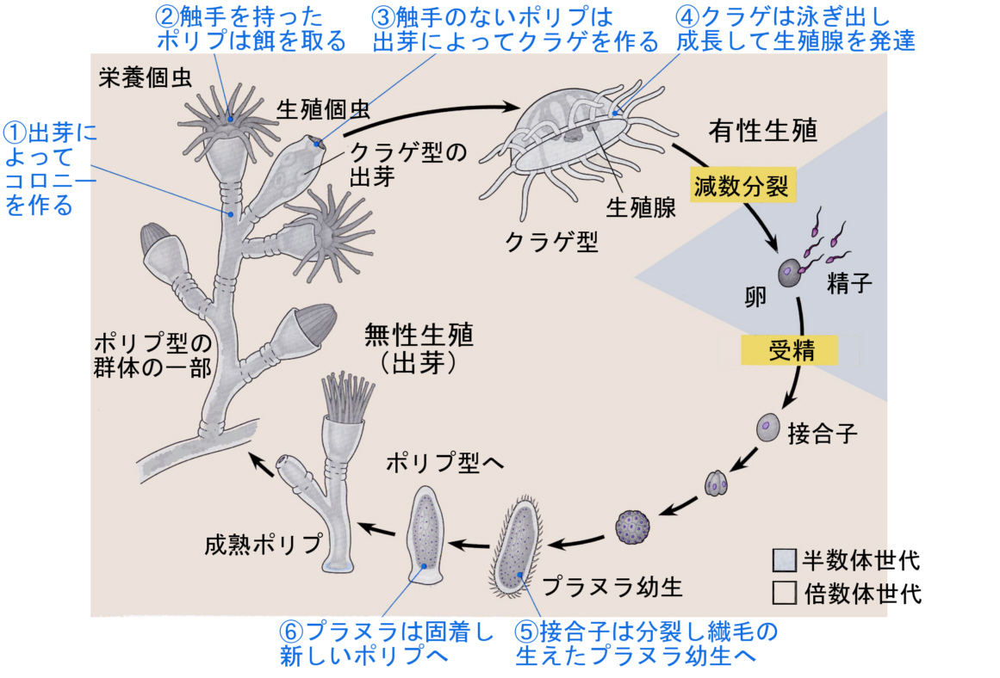 ②触手を持った
ポリプは餌を取る
③触手のないポリプは
出芽によってクラゲを作る
④クラゲは泳ぎ出し
成長して生殖腺を発達
栄養個虫
生殖個虫
①出芽に
よって
コロニー
を作る
クラゲ型の
出芽
有性生殖
減数分裂
生殖腺
クラゲ型
卵
精子
ポリプ型の
群体の一部
無性生殖
（出芽）
受精
接合子
ポリプ型へ
成熟ポリプ
プラヌラ幼生
半数体世代
倍数体世代
⑥プラヌラは固着し
新しいポリプへ
⑤接合子は分裂し繊毛の
生えたプラヌラ幼生へ